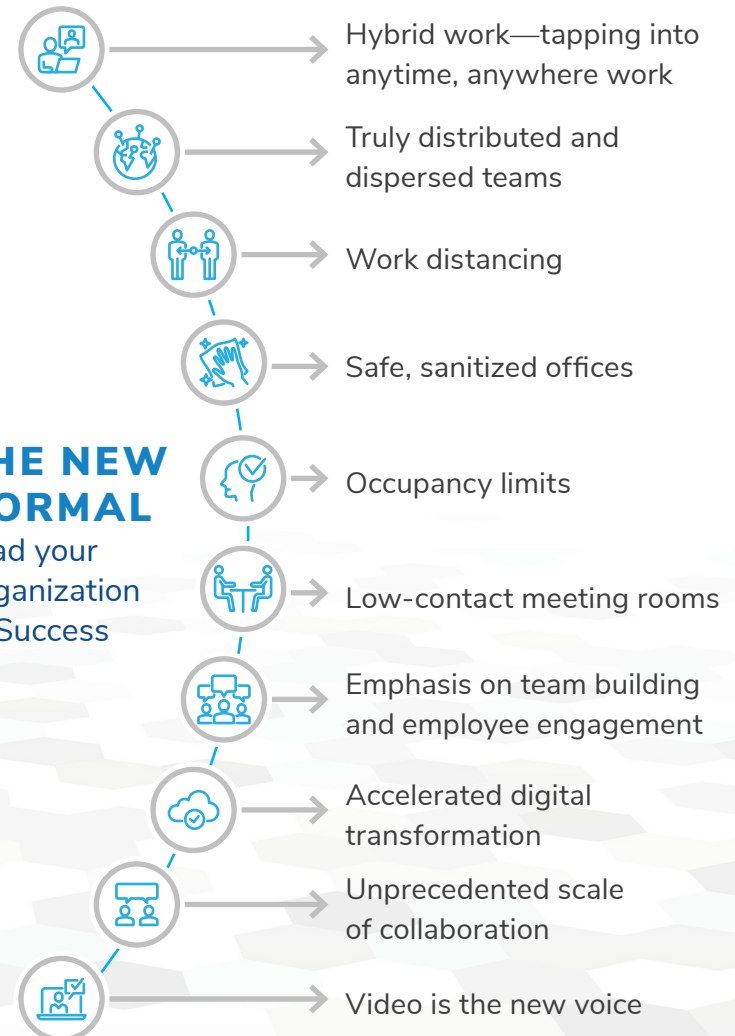 Hybrid work—tapping into
anytime, anywhere work
Truly distributed and
dispersed teams
Work distancing
Safe, sanitized offices
HE NEW
ORMAL
ad your
ganization
Success
Occupancy limits
Low-contact meeting rooms
Emphasis on team building
and employee engagement
Accelerated digital
transformation
Unprecedented scale
of collaboration
Video is the new voice